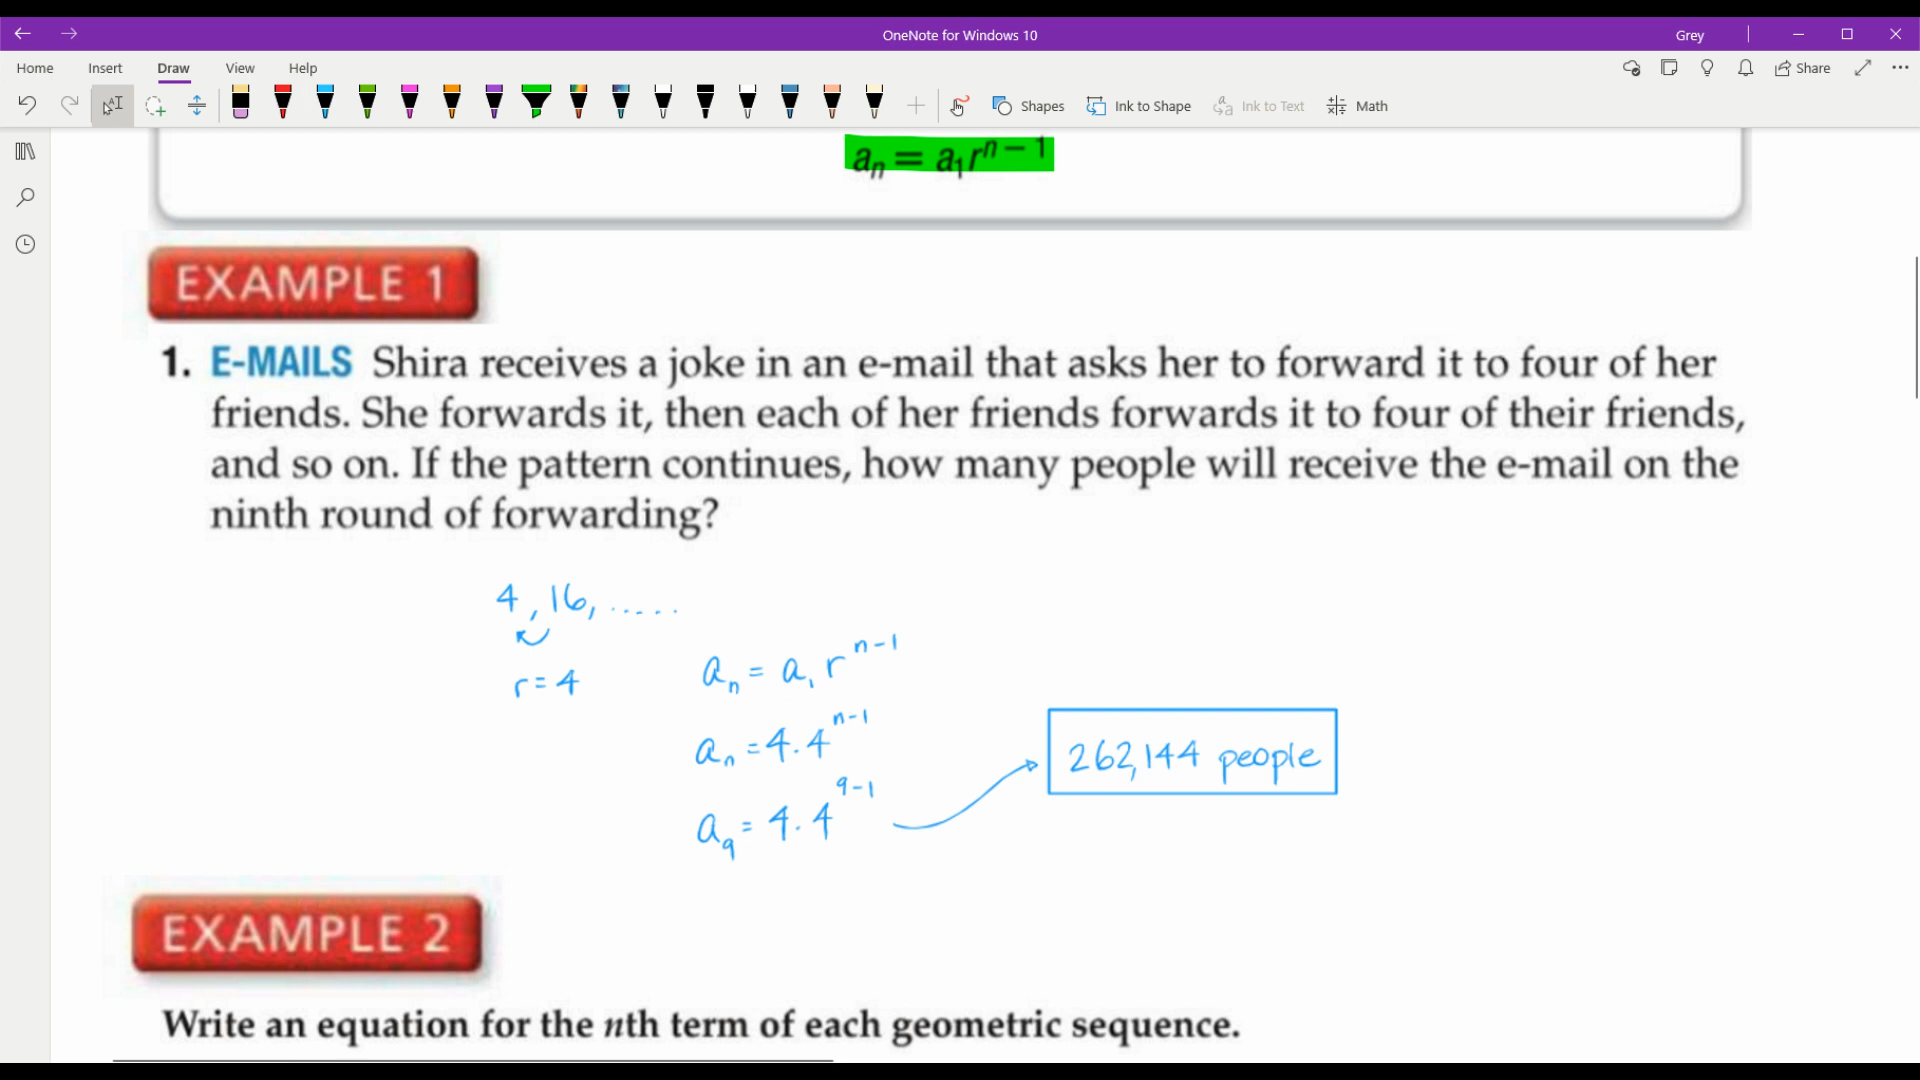 OneNote for Windows 10
Grey
Home Insert Draw View Help
Share
Shapes Ink to Shape Ink to Text Math
aₙ = a₁rⁿ⁻¹
EXAMPLE 1
1. E-MAILS Shira receives a joke in an e-mail that asks her to forward it to four of her
friends. She forwards it, then each of her friends forwards it to four of their friends,
and so on. If the pattern continues, how many people will receive the e-mail on the
ninth round of forwarding?
4, 16, .....
r = 4
aₙ = a₁ rⁿ⁻¹
aₙ = 4 · 4ⁿ⁻¹
a₉ = 4 · 4⁹⁻¹
262,144 people
EXAMPLE 2
Write an equation for the nth term of each geometric sequence.